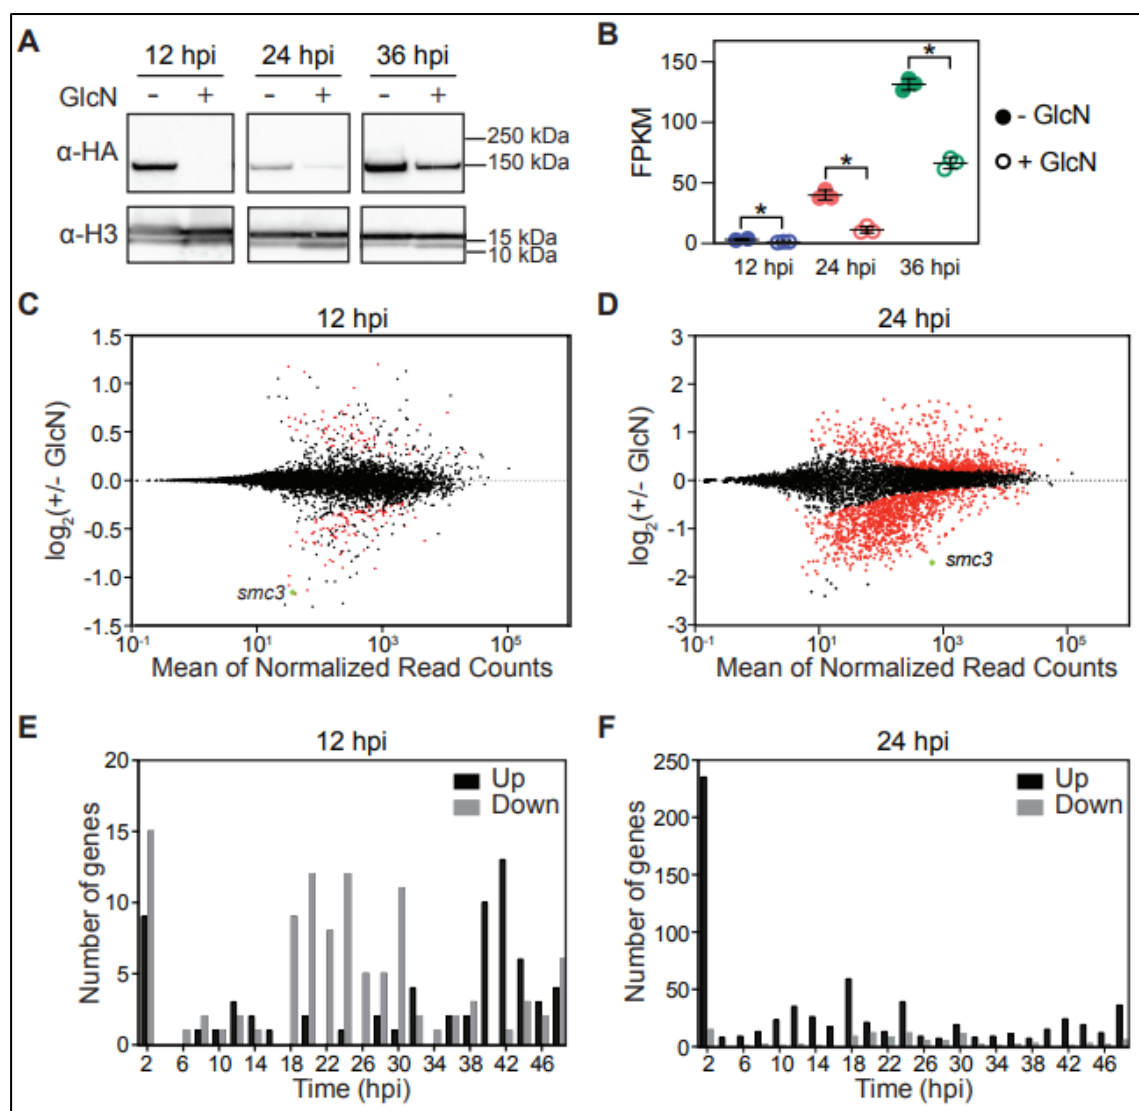 A
12 hpi 24 hpi 36 hpi
GlcN - + - + - +
α-HA
250 kDa
150 kDa
α-H3
15 kDa
10 kDa
B
FPKM
150
100
50
0
* * *
12 hpi 24 hpi 36 hpi
- GlcN
+ GlcN
C
12 hpi
log2(+/- GlcN)
1.5
1.0
0.5
0.0
-0.5
-1.0
-1.5
smc3
10-1 101 103 105
Mean of Normalized Read Counts
D
24 hpi
log2(+/- GlcN)
3
2
1
0
-1
-2
-3
smc3
10-1 101 103 105
Mean of Normalized Read Counts
E
12 hpi
Number of genes
20
15
10
5
0
Up
Down
2 6 10 14 18 22 26 30 34 38 42 46
Time (hpi)
F
24 hpi
Number of genes
250
200
150
100
50
0
Up
Down
2 6 10 14 18 22 26 30 34 38 42 46
Time (hpi)